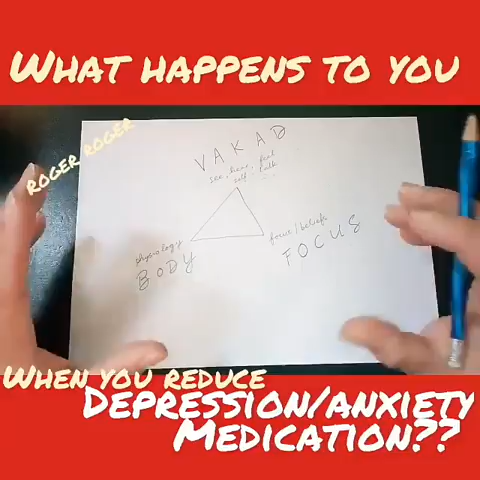 WHAT HAPPENS TO YOU
ROGER ROGER
VAKAD
see, hear, feel
self-talk
physiology
BODY
focus/beliefs
FOCUS
WHEN YOU REDUCE
DEPRESSION/ANXIETY
MEDICATION??